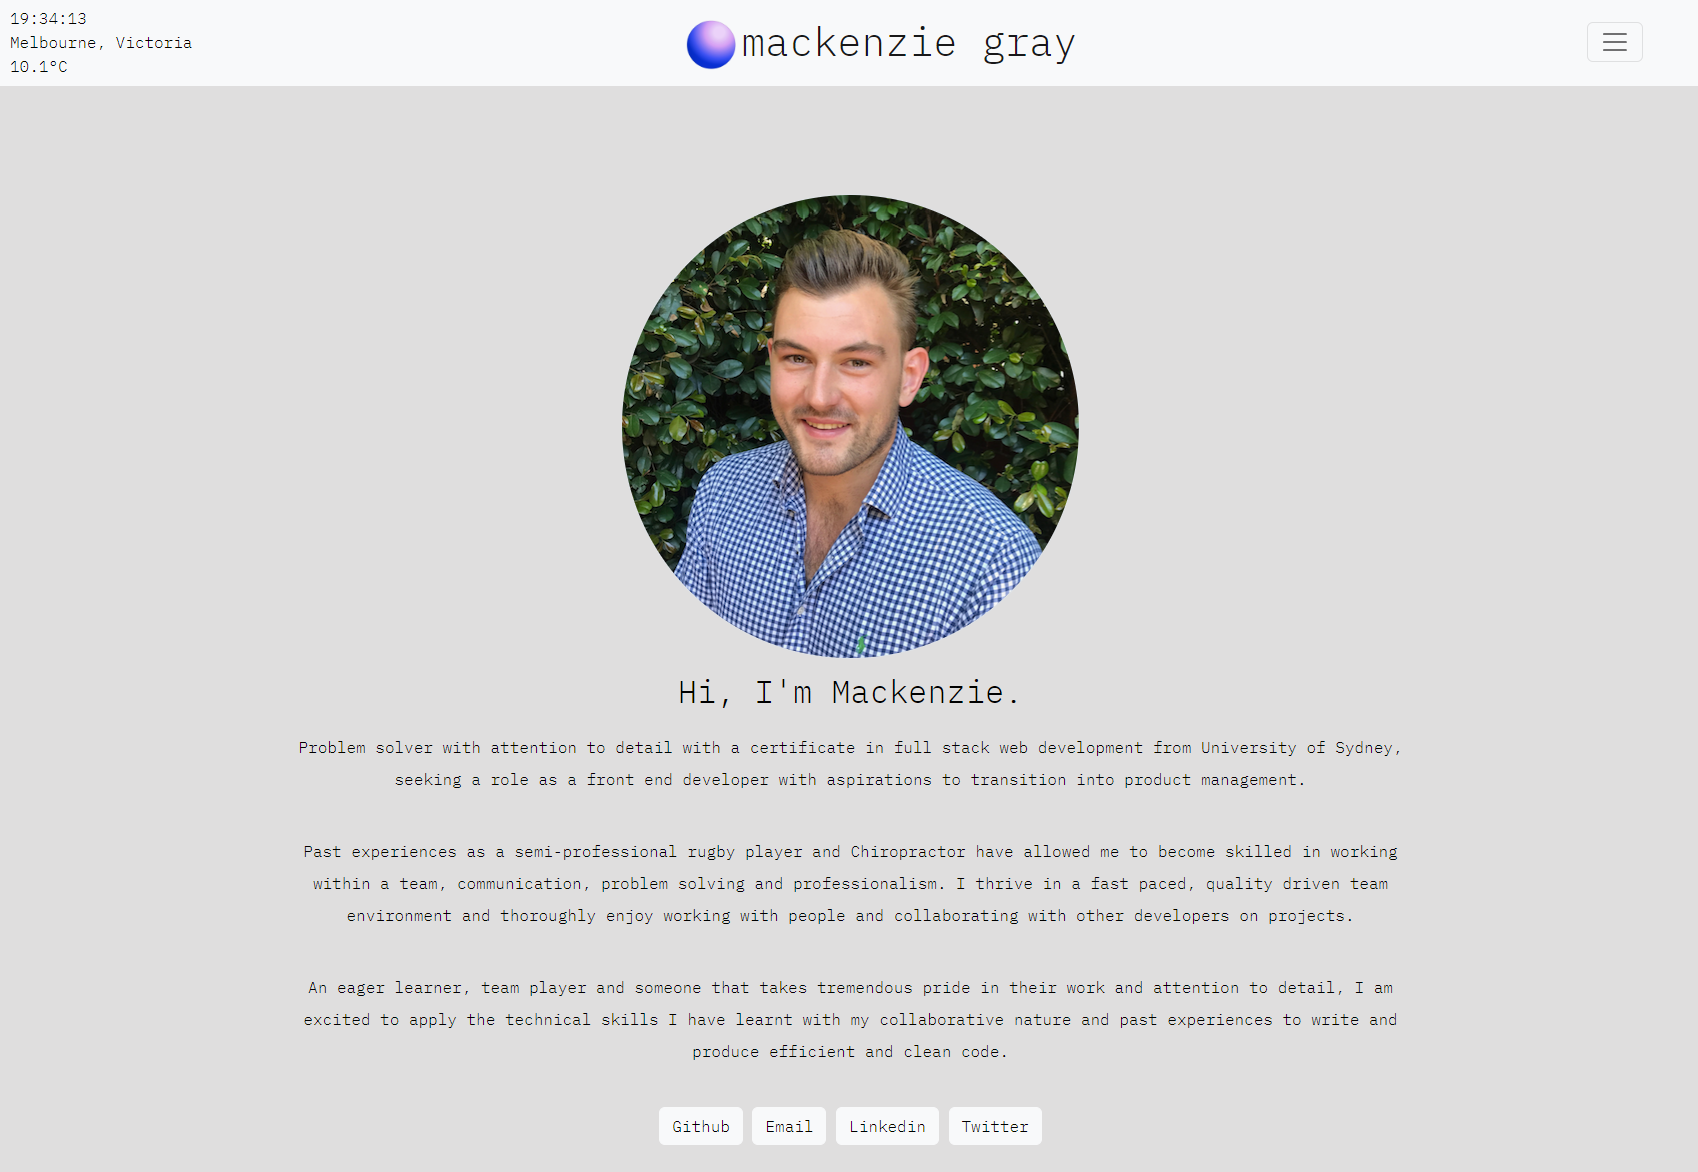 19:34:13
Melbourne, Victoria
10.1°C
mackenzie gray
Hi, I'm Mackenzie.
Problem solver with attention to detail with a certificate in full stack web development from University of Sydney,
seeking a role as a front end developer with aspirations to transition into product management.
Past experiences as a semi-professional rugby player and Chiropractor have allowed me to become skilled in working
within a team, communication, problem solving and professionalism. I thrive in a fast paced, quality driven team
environment and thoroughly enjoy working with people and collaborating with other developers on projects.
An eager learner, team player and someone that takes tremendous pride in their work and attention to detail, I am
excited to apply the technical skills I have learnt with my collaborative nature and past experiences to write and
produce efficient and clean code.
Github
Email
Linkedin
Twitter